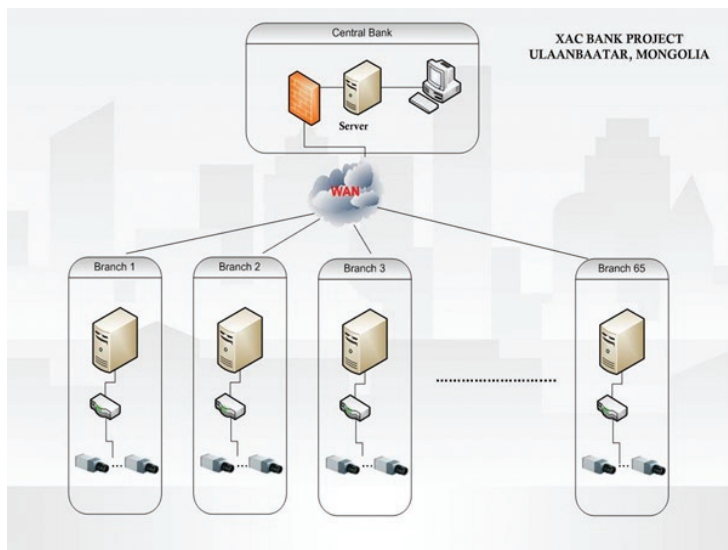 Central Bank
XAC BANK PROJECT
ULAANBAATAR, MONGOLIA
Server
WAN
Branch 1
Branch 2
Branch 3
Branch 65